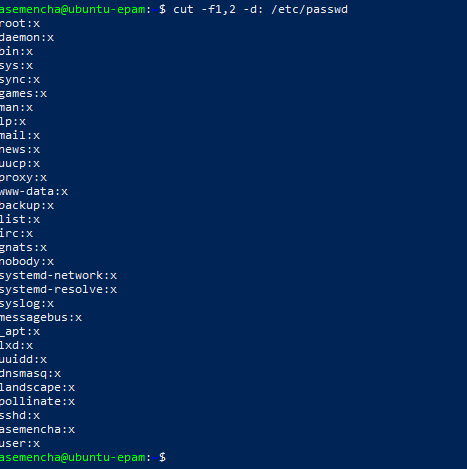 asemencha@ubuntu-epam: $ cut -f1,2 -d: /etc/passwd
root:x
daemon:x
bin:x
sys:x
sync:x
games:x
man:x
lp:x
mail:x
news:x
uucp:x
proxy:x
www-data:x
backup:x
list:x
irc:x
gnats:x
nobody:x
systemd-network:x
systemd-resolve:x
syslog:x
messagebus:x
_apt:x
lxd:x
uuidd:x
dnsmasq:x
landscape:x
pollinate:x
sshd:x
asemencha:x
user:x
asemencha@ubuntu-epam: $